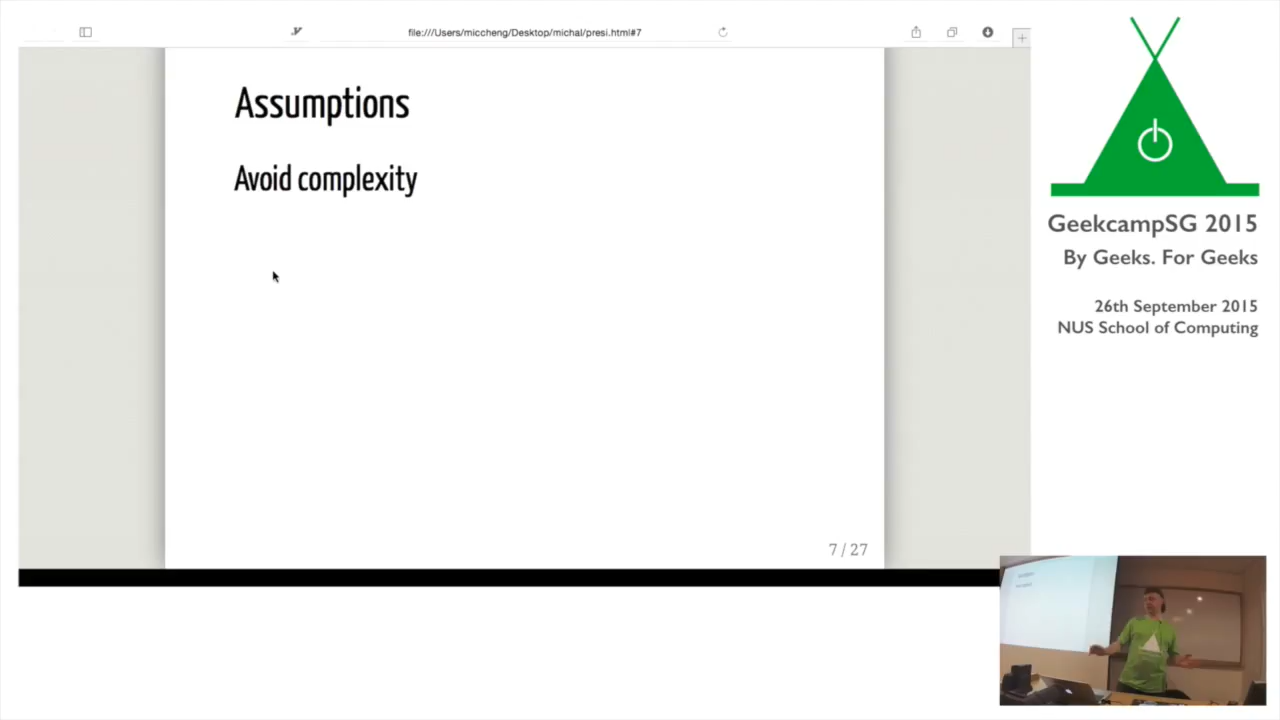 file:///Users/miccheng/Desktop/michal/presi.html#7
Assumptions
Avoid complexity
7 / 27
GeekcampSG 2015
By Geeks. For Geeks
26th September 2015
NUS School of Computing